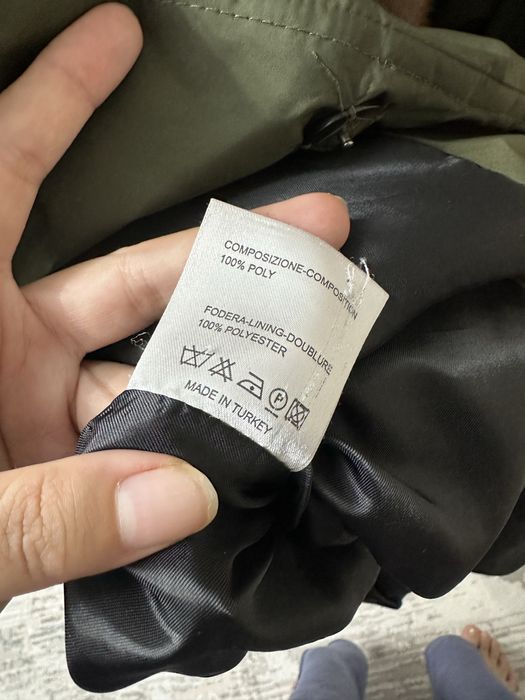 COMPOSIZIONE-COMPOSITION
100% POLY
FODERA-LINING-DOUBLURE
100% POLYESTER
P
MADE IN TURKEY